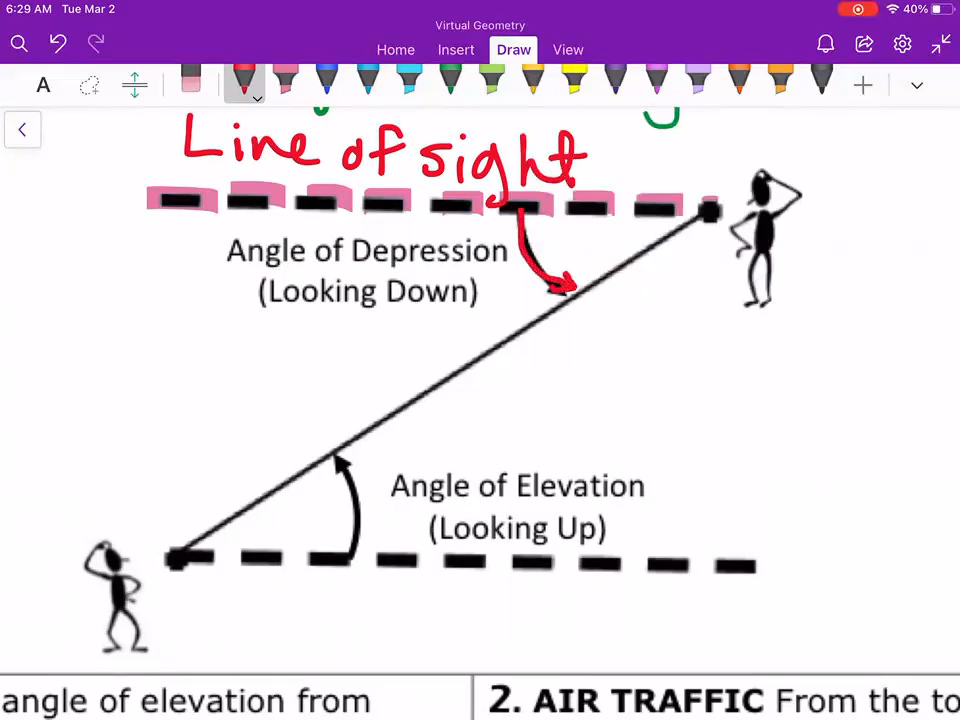 6:29 AM Tue Mar 2
40%
Virtual Geometry
Home Insert Draw View
A
Line of sight
Angle of Depression
(Looking Down)
Angle of Elevation
(Looking Up)
angle of elevation from
2. AIR TRAFFIC From the to